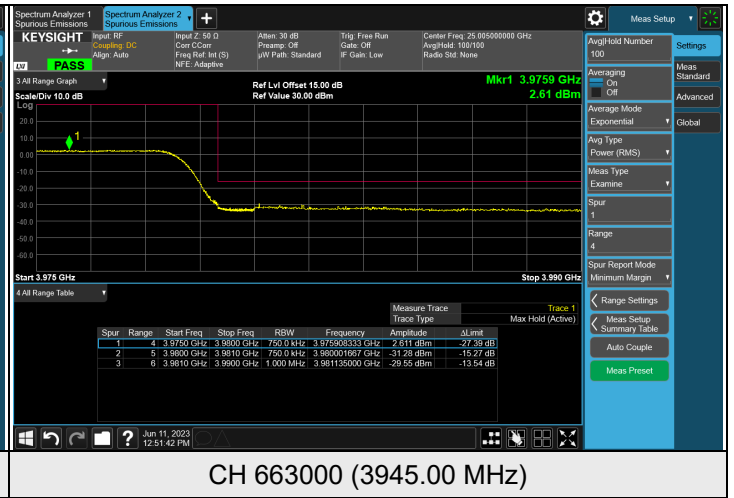 Spectrum Analyzer 1
Spurious Emissions
Spectrum Analyzer 2
Spurious Emissions
+
Meas Setup
KEYSIGHT
Input: RF
Coupling: DC
Align: Auto
Input Z: 50 Ω
Corr CCorr
Freq Ref: Int (S)
NFE: Adaptive
Atten: 30 dB
Preamp: Off
µW Path: Standard
Trig: Free Run
Gate: Off
IF Gain: Low
Center Freq: 25.005000000 GHz
Avg|Hold: 100/100
Radio Std: None
LXI
PASS
3 All Range Graph
Scale/Div 10.0 dB
Ref Lvl Offset 15.00 dB
Ref Value 30.00 dBm
Mkr1 3.9759 GHz
2.61 dBm
Log
20.0
10.0
0.00
-10.0
-20.0
-30.0
-40.0
-50.0
-60.0
1
Start 3.975 GHz
Stop 3.990 GHz
4 All Range Table
Measure Trace Trace 1
Trace Type Max Hold (Active)
Spur Range Start Freq Stop Freq RBW Frequency Amplitude ΔLimit
1 4 3.9750 GHz 3.9800 GHz 750.0 kHz 3.975908333 GHz 2.611 dBm -27.39 dB
2 5 3.9800 GHz 3.9810 GHz 750.0 kHz 3.980001667 GHz -31.28 dBm -15.27 dB
3 6 3.9810 GHz 3.9900 GHz 1.000 MHz 3.981135000 GHz -29.55 dBm -13.54 dB
Avg|Hold Number
100
Averaging
On
Off
Average Mode
Exponential
Avg Type
Power (RMS)
Meas Type
Examine
Spur
1
Range
4
Spur Report Mode
Minimum Margin
Range Settings
Meas Setup
Summary Table
Auto Couple
Meas Preset
Settings
Meas
Standard
Advanced
Global
?
Jun 11, 2023
12:51:42 PM
CH 663000 (3945.00 MHz)